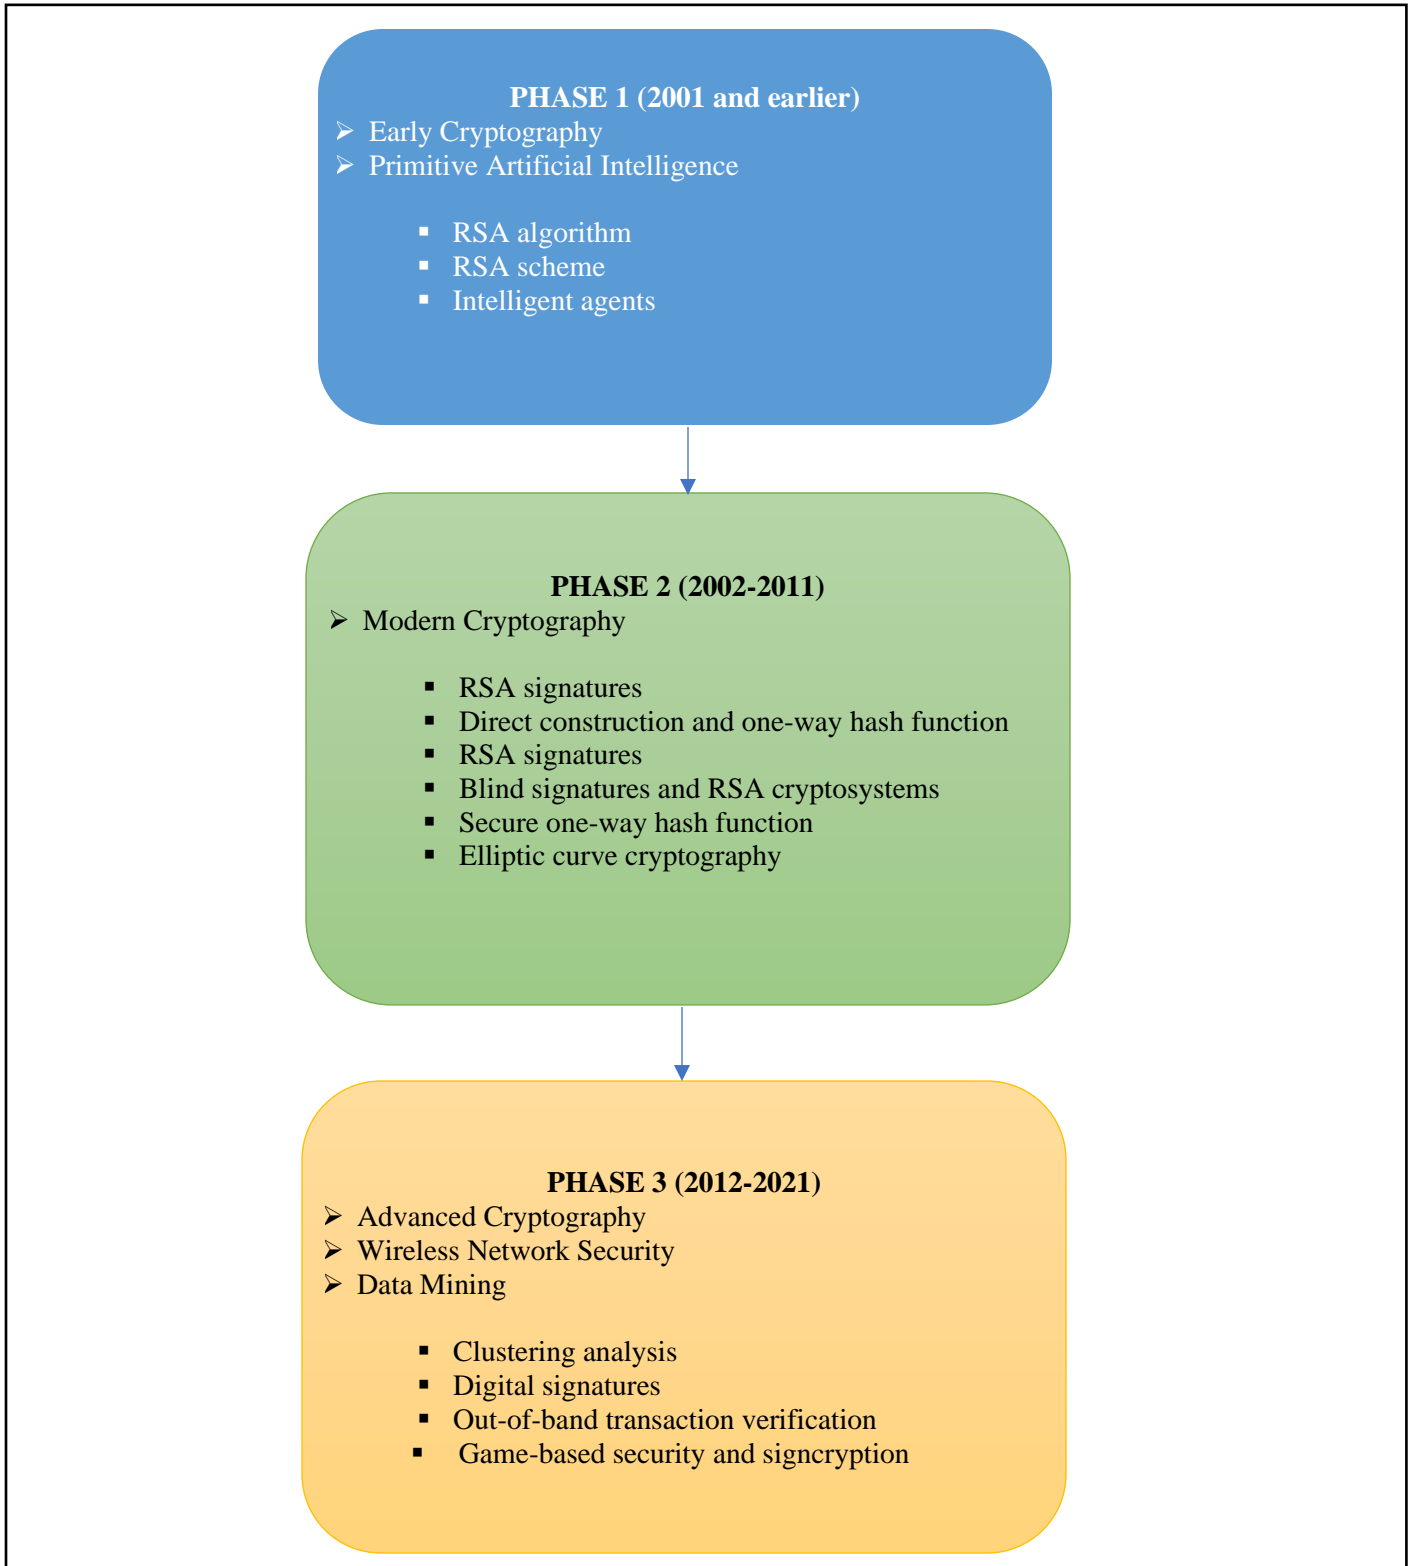 PHASE 1 (2001 and earlier)
➢ Early Cryptography
➢ Primitive Artificial Intelligence
▪ RSA algorithm
▪ RSA scheme
▪ Intelligent agents
PHASE 2 (2002-2011)
➢ Modern Cryptography
▪ RSA signatures
▪ Direct construction and one-way hash function
▪ RSA signatures
▪ Blind signatures and RSA cryptosystems
▪ Secure one-way hash function
▪ Elliptic curve cryptography
PHASE 3 (2012-2021)
➢ Advanced Cryptography
➢ Wireless Network Security
➢ Data Mining
▪ Clustering analysis
▪ Digital signatures
▪ Out-of-band transaction verification
▪ Game-based security and signcryption